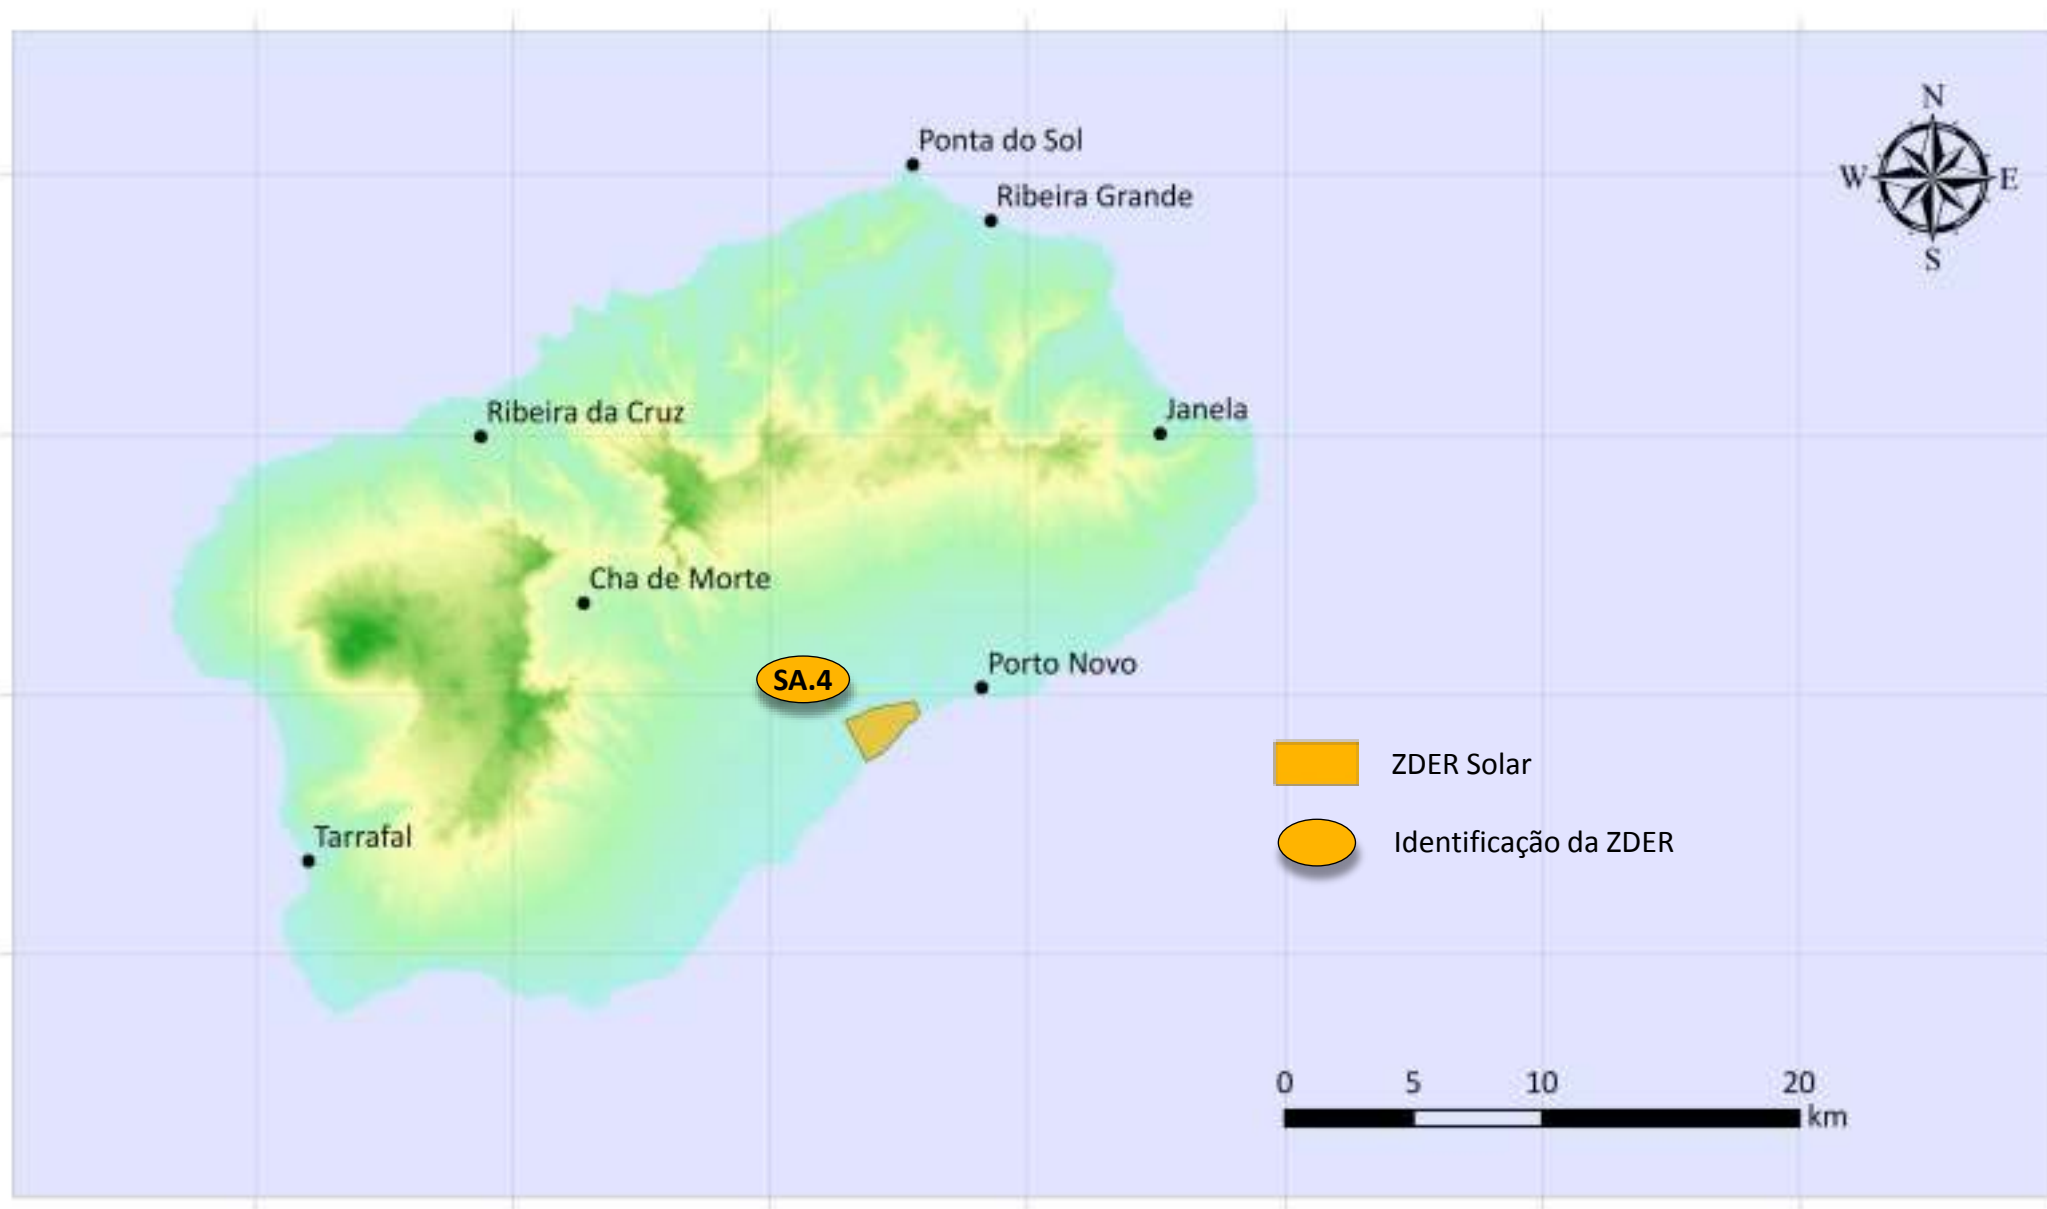 N
W
E
S
Ponta do Sol
Ribeira Grande
Ribeira da Cruz
Janela
Cha de Morte
SA.4
Porto Novo
ZDER Solar
Tarrafal
Identificação da ZDER
0 5 10 20
km